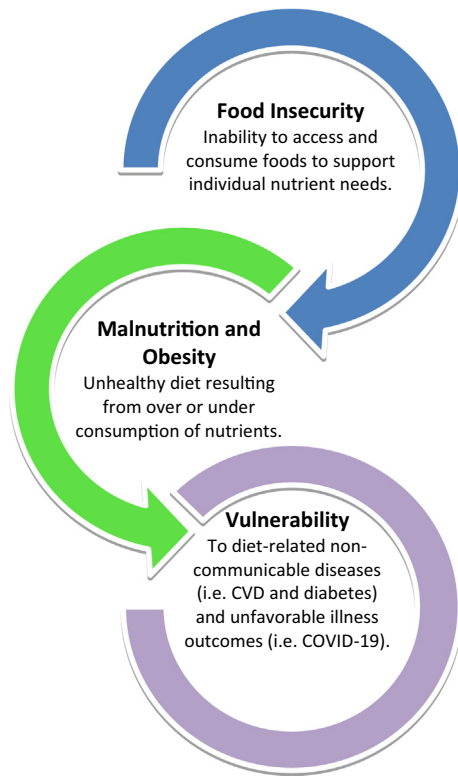 Food Insecurity
Inability to access and
consume foods to support
individual nutrient needs.
Malnutrition and
Obesity
Unhealthy diet resulting
from over or under
consumption of nutrients.
Vulnerability
To diet-related non-
communicable diseases
(i.e. CVD and diabetes)
and unfavorable illness
outcomes (i.e. COVID-19).